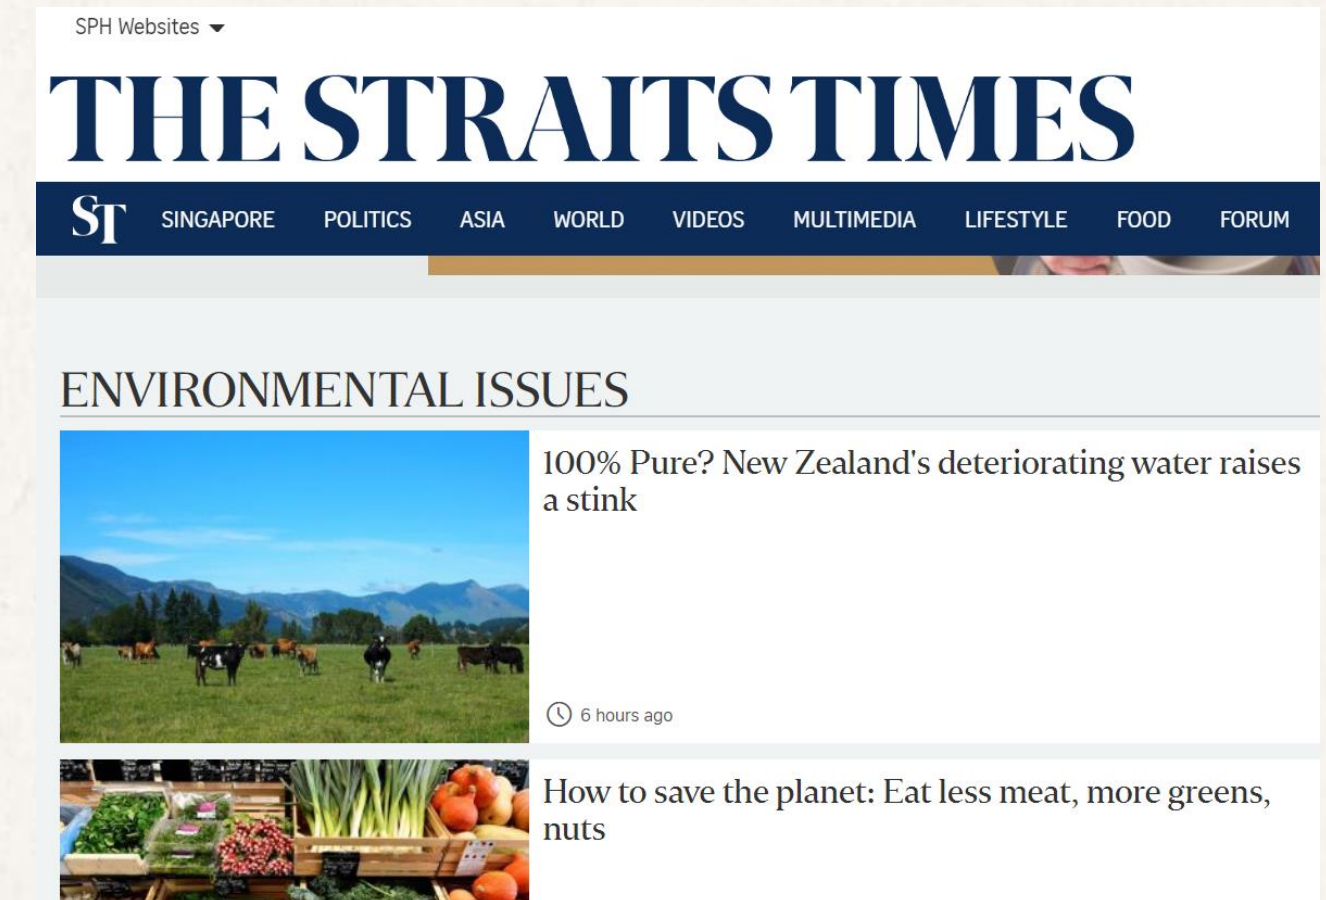 SPH Websites
THE STRAITS TIMES
ST SINGAPORE POLITICS ASIA WORLD VIDEOS MULTIMEDIA LIFESTYLE FOOD FORUM
ENVIRONMENTAL ISSUES
100% Pure? New Zealand's deteriorating water raises
a stink
6 hours ago
How to save the planet: Eat less meat, more greens,
nuts